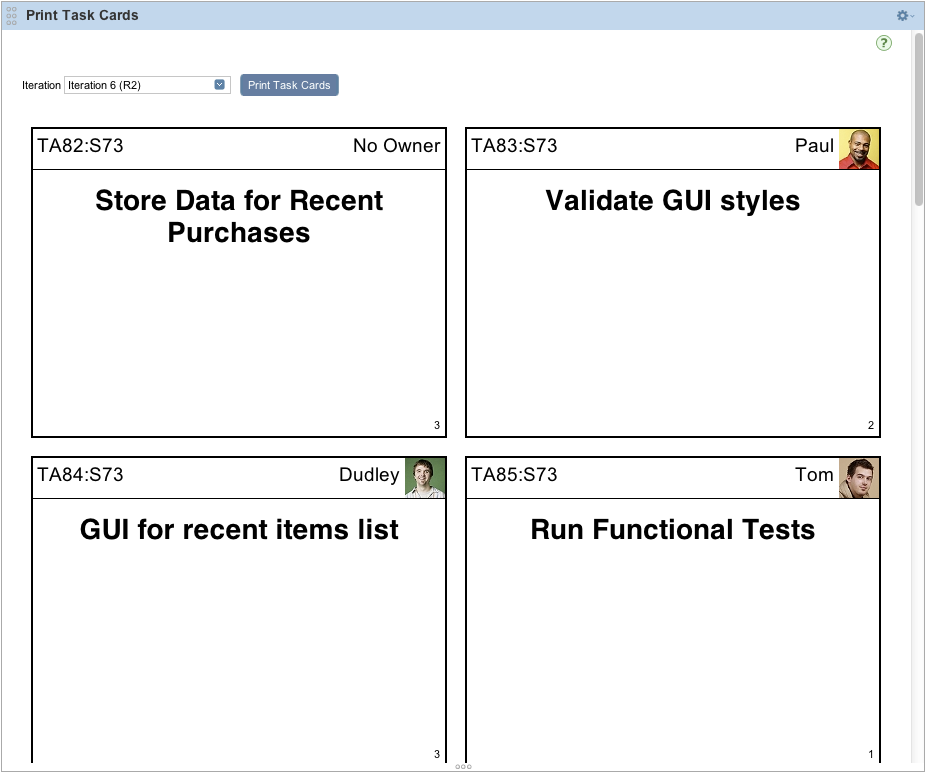 Print Task Cards
?
Iteration Iteration 6 (R2) Print Task Cards
TA82:S73 No Owner
Store Data for Recent
Purchases
3
TA83:S73 Paul
Validate GUI styles
2
TA84:S73 Dudley
GUI for recent items list
3
TA85:S73 Tom
Run Functional Tests
1